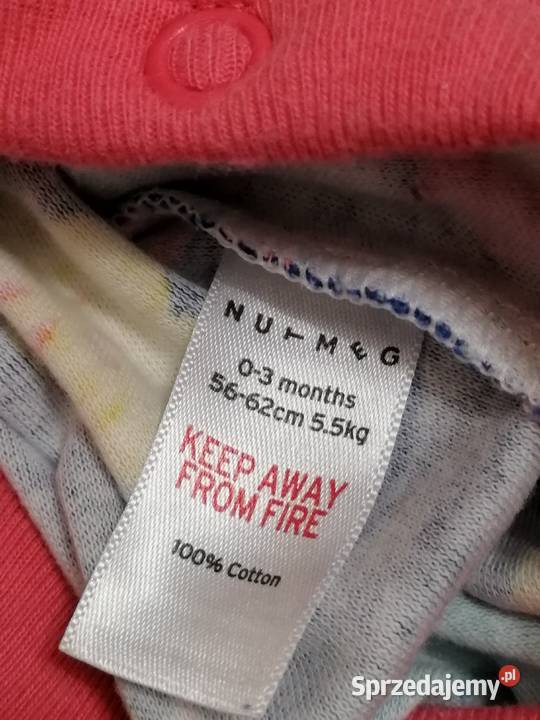 NUTMEG
0-3 months
56-62cm 5.5kg
KEEP AWAY
FROM FIRE
100% Cotton
Sprzedajemy.pl